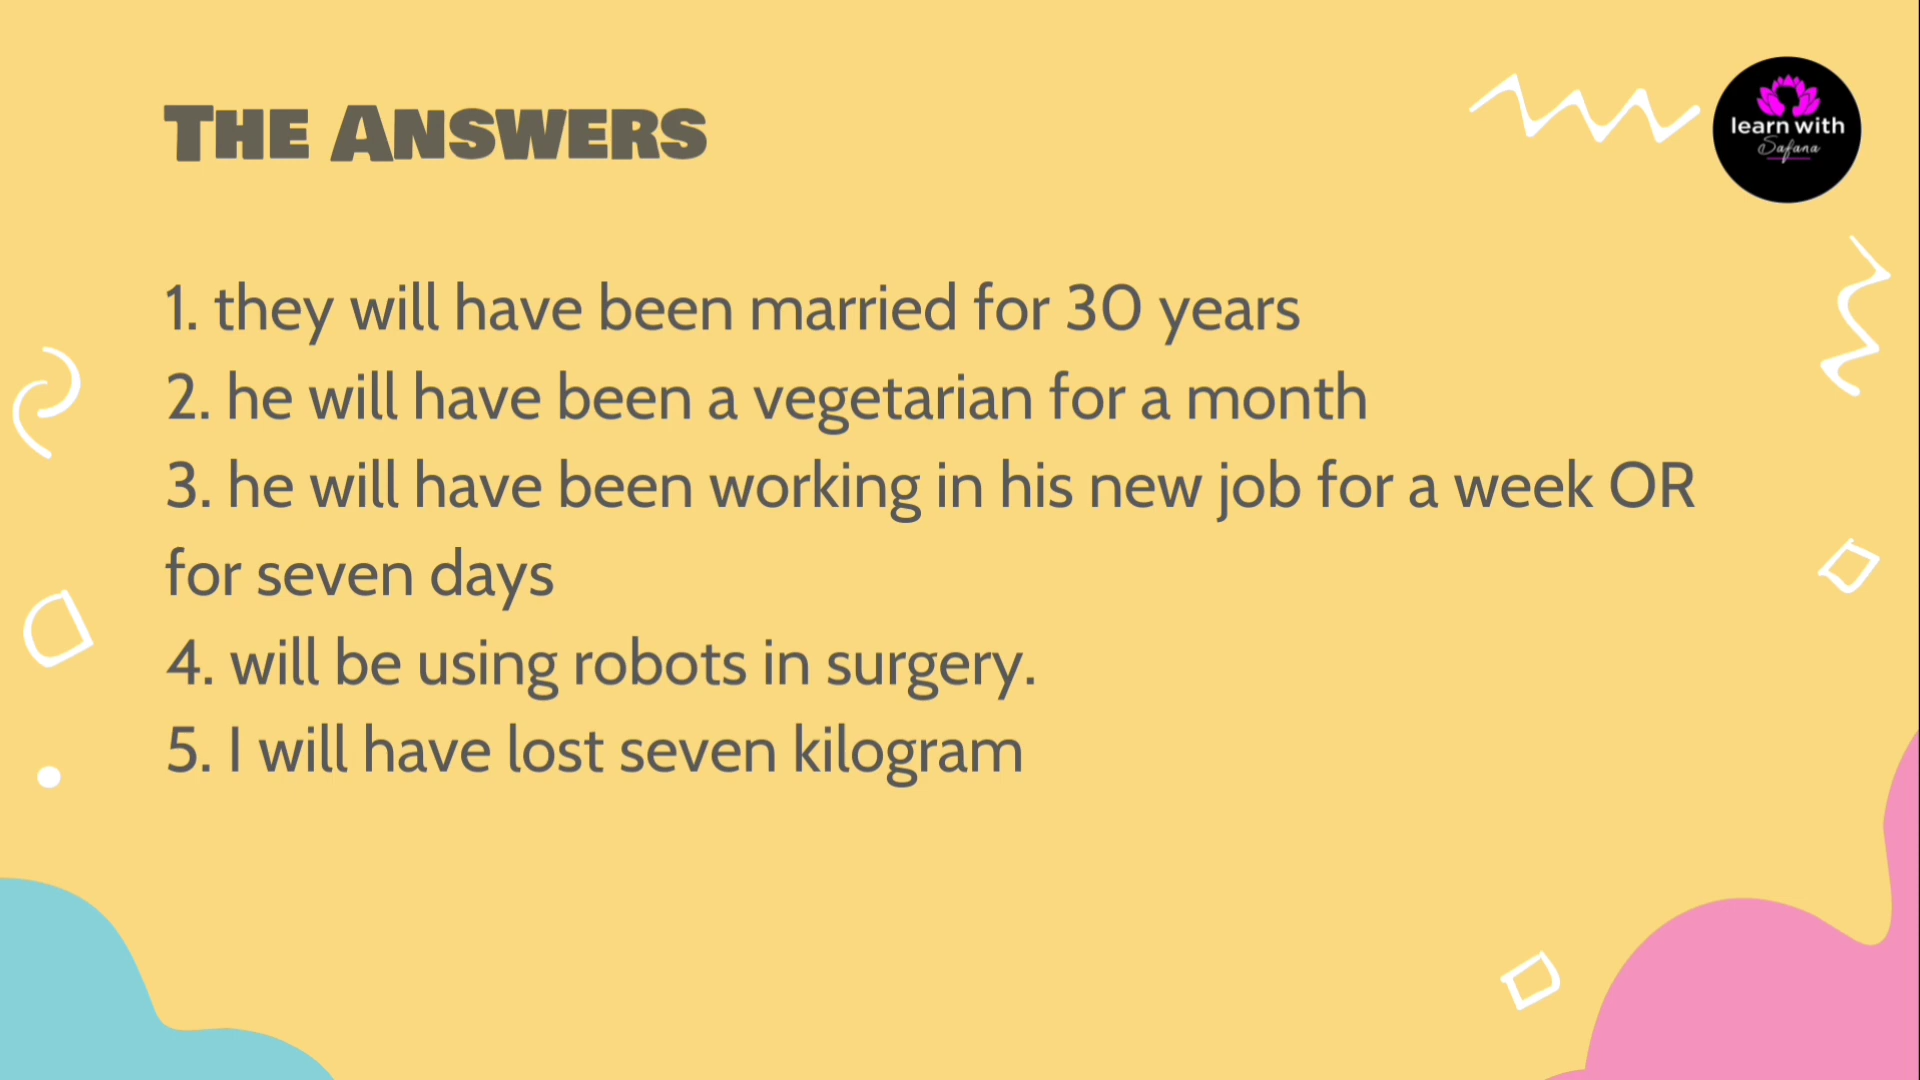 THE ANSWERS
learn with
Safana
1. they will have been married for 30 years
2. he will have been a vegetarian for a month
3. he will have been working in his new job for a week OR
for seven days
4. will be using robots in surgery.
5. I will have lost seven kilogram